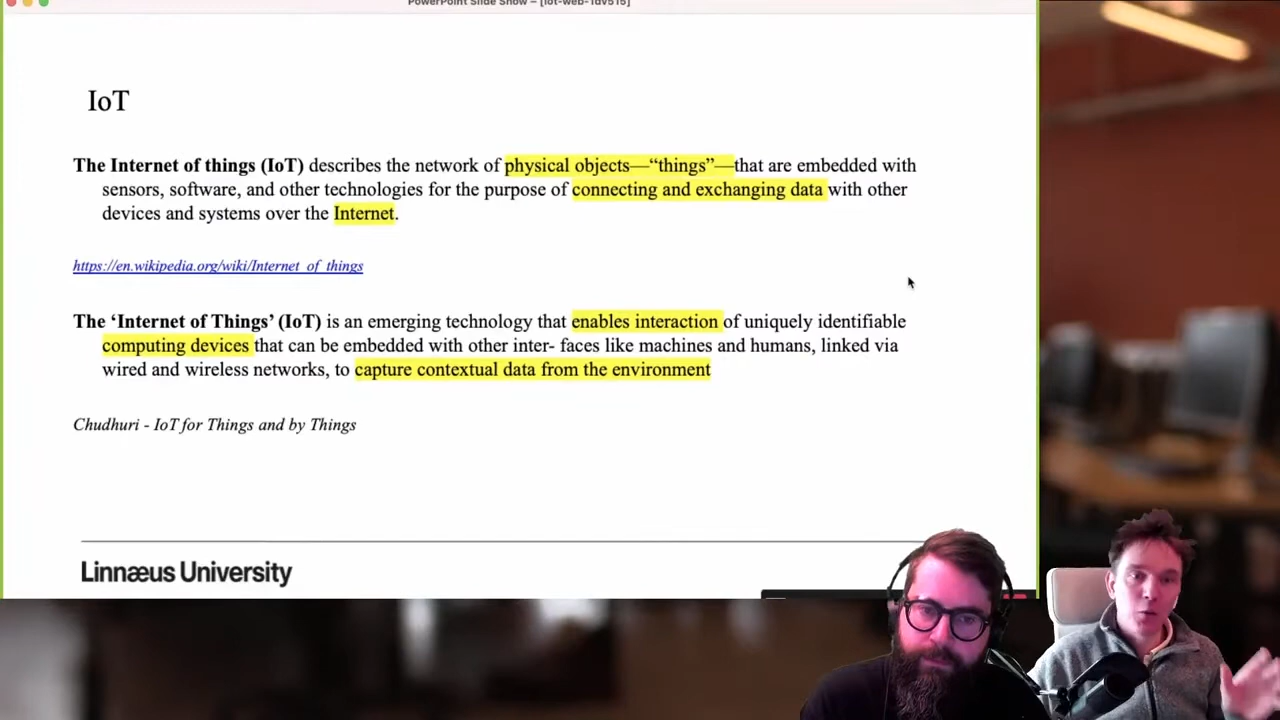 PowerPoint Slide Show – [iot-web-1dv515]
IoT
The Internet of things (IoT) describes the network of physical objects—“things”—that are embedded with
sensors, software, and other technologies for the purpose of connecting and exchanging data with other
devices and systems over the Internet.
https://en.wikipedia.org/wiki/Internet_of_things
The ‘Internet of Things’ (IoT) is an emerging technology that enables interaction of uniquely identifiable
computing devices that can be embedded with other inter- faces like machines and humans, linked via
wired and wireless networks, to capture contextual data from the environment
Chudhuri - IoT for Things and by Things
Linnæus University